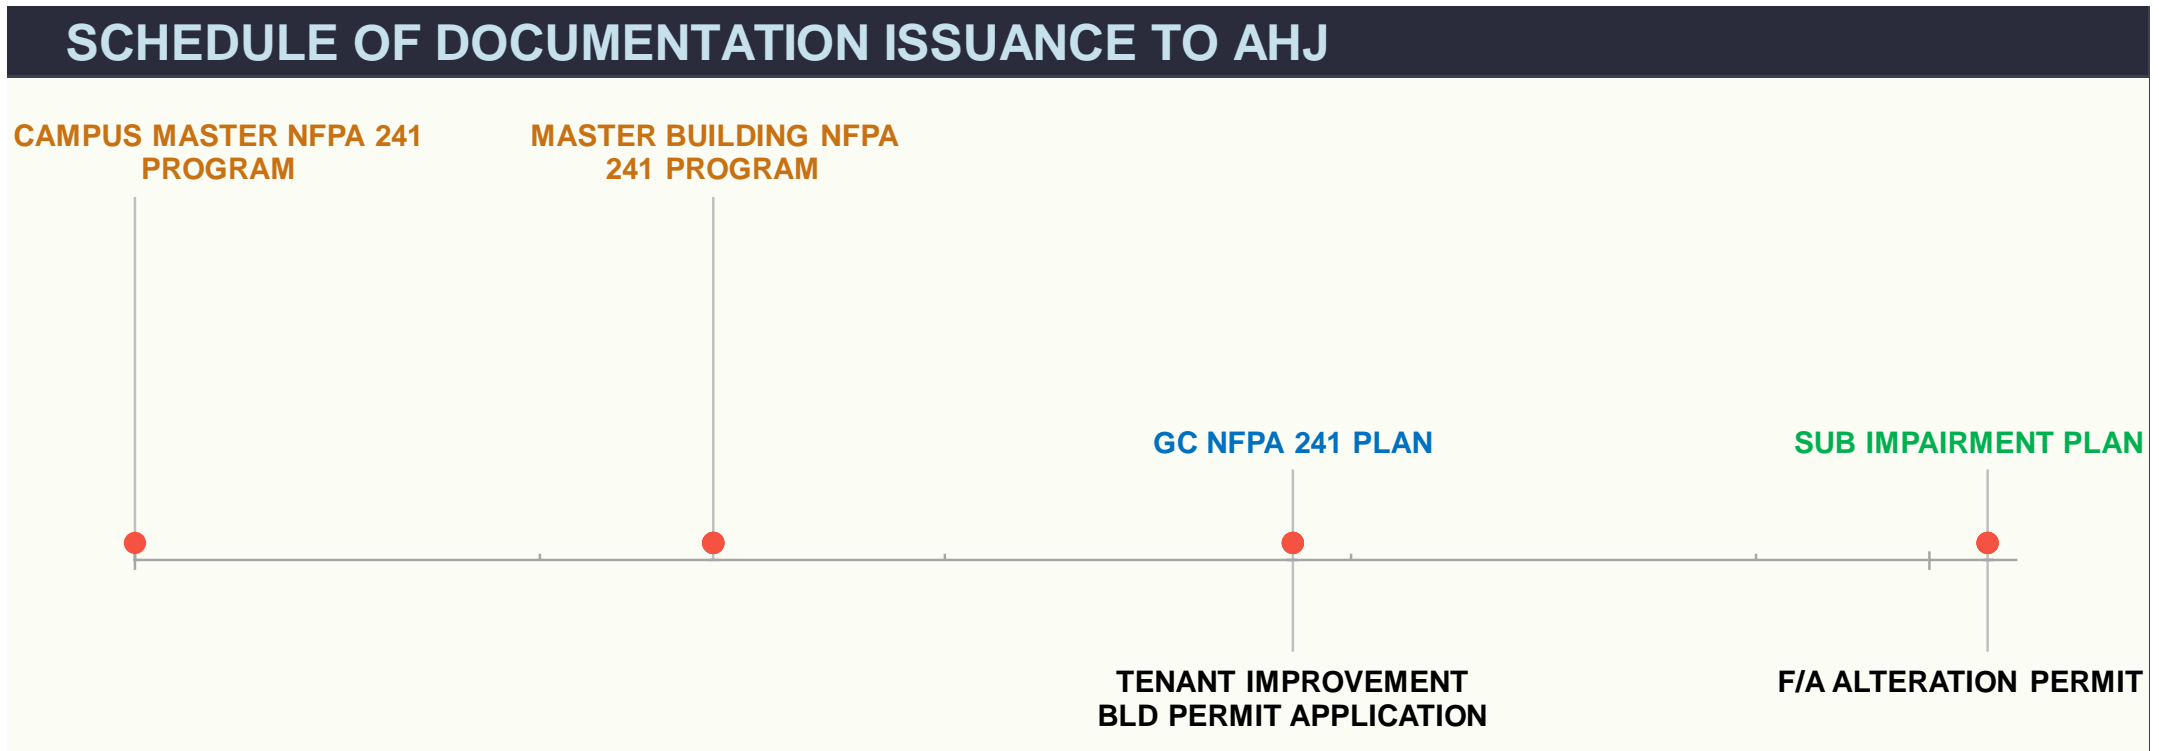 SCHEDULE OF DOCUMENTATION ISSUANCE TO AHJ
CAMPUS MASTER NFPA 241
PROGRAM
MASTER BUILDING NFPA
241 PROGRAM
GC NFPA 241 PLAN
SUB IMPAIRMENT PLAN
TENANT IMPROVEMENT
BLD PERMIT APPLICATION
F/A ALTERATION PERMIT